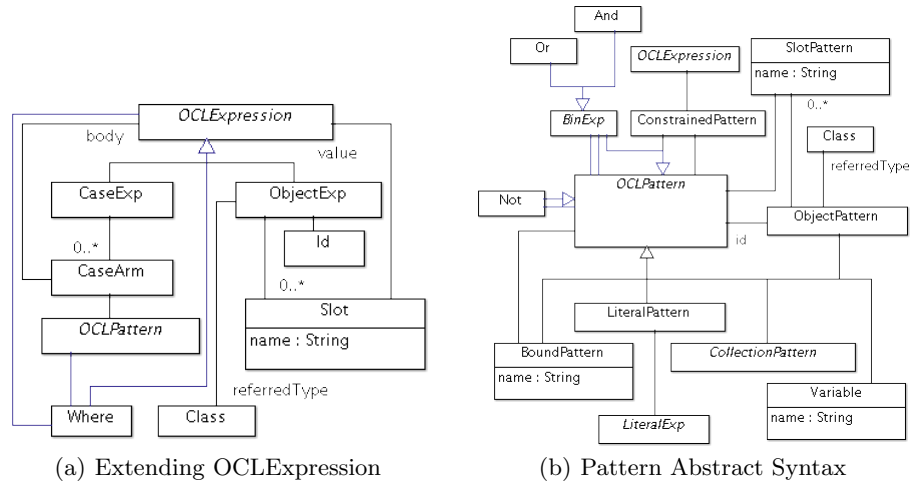 OCLExpression
body
value
CaseExp
ObjectExp
Id
0..*
CaseArm
0..*
Slot
name : String
OCLPattern
referredType
Where
Class
(a) Extending OCLExpression
And
Or
OCLExpression
SlotPattern
name : String
0..*
BinExp
ConstrainedPattern
Class
referredType
OCLPattern
Not
ObjectPattern
id
LiteralPattern
BoundPattern
name : String
CollectionPattern
Variable
name : String
LiteralExp
(b) Pattern Abstract Syntax